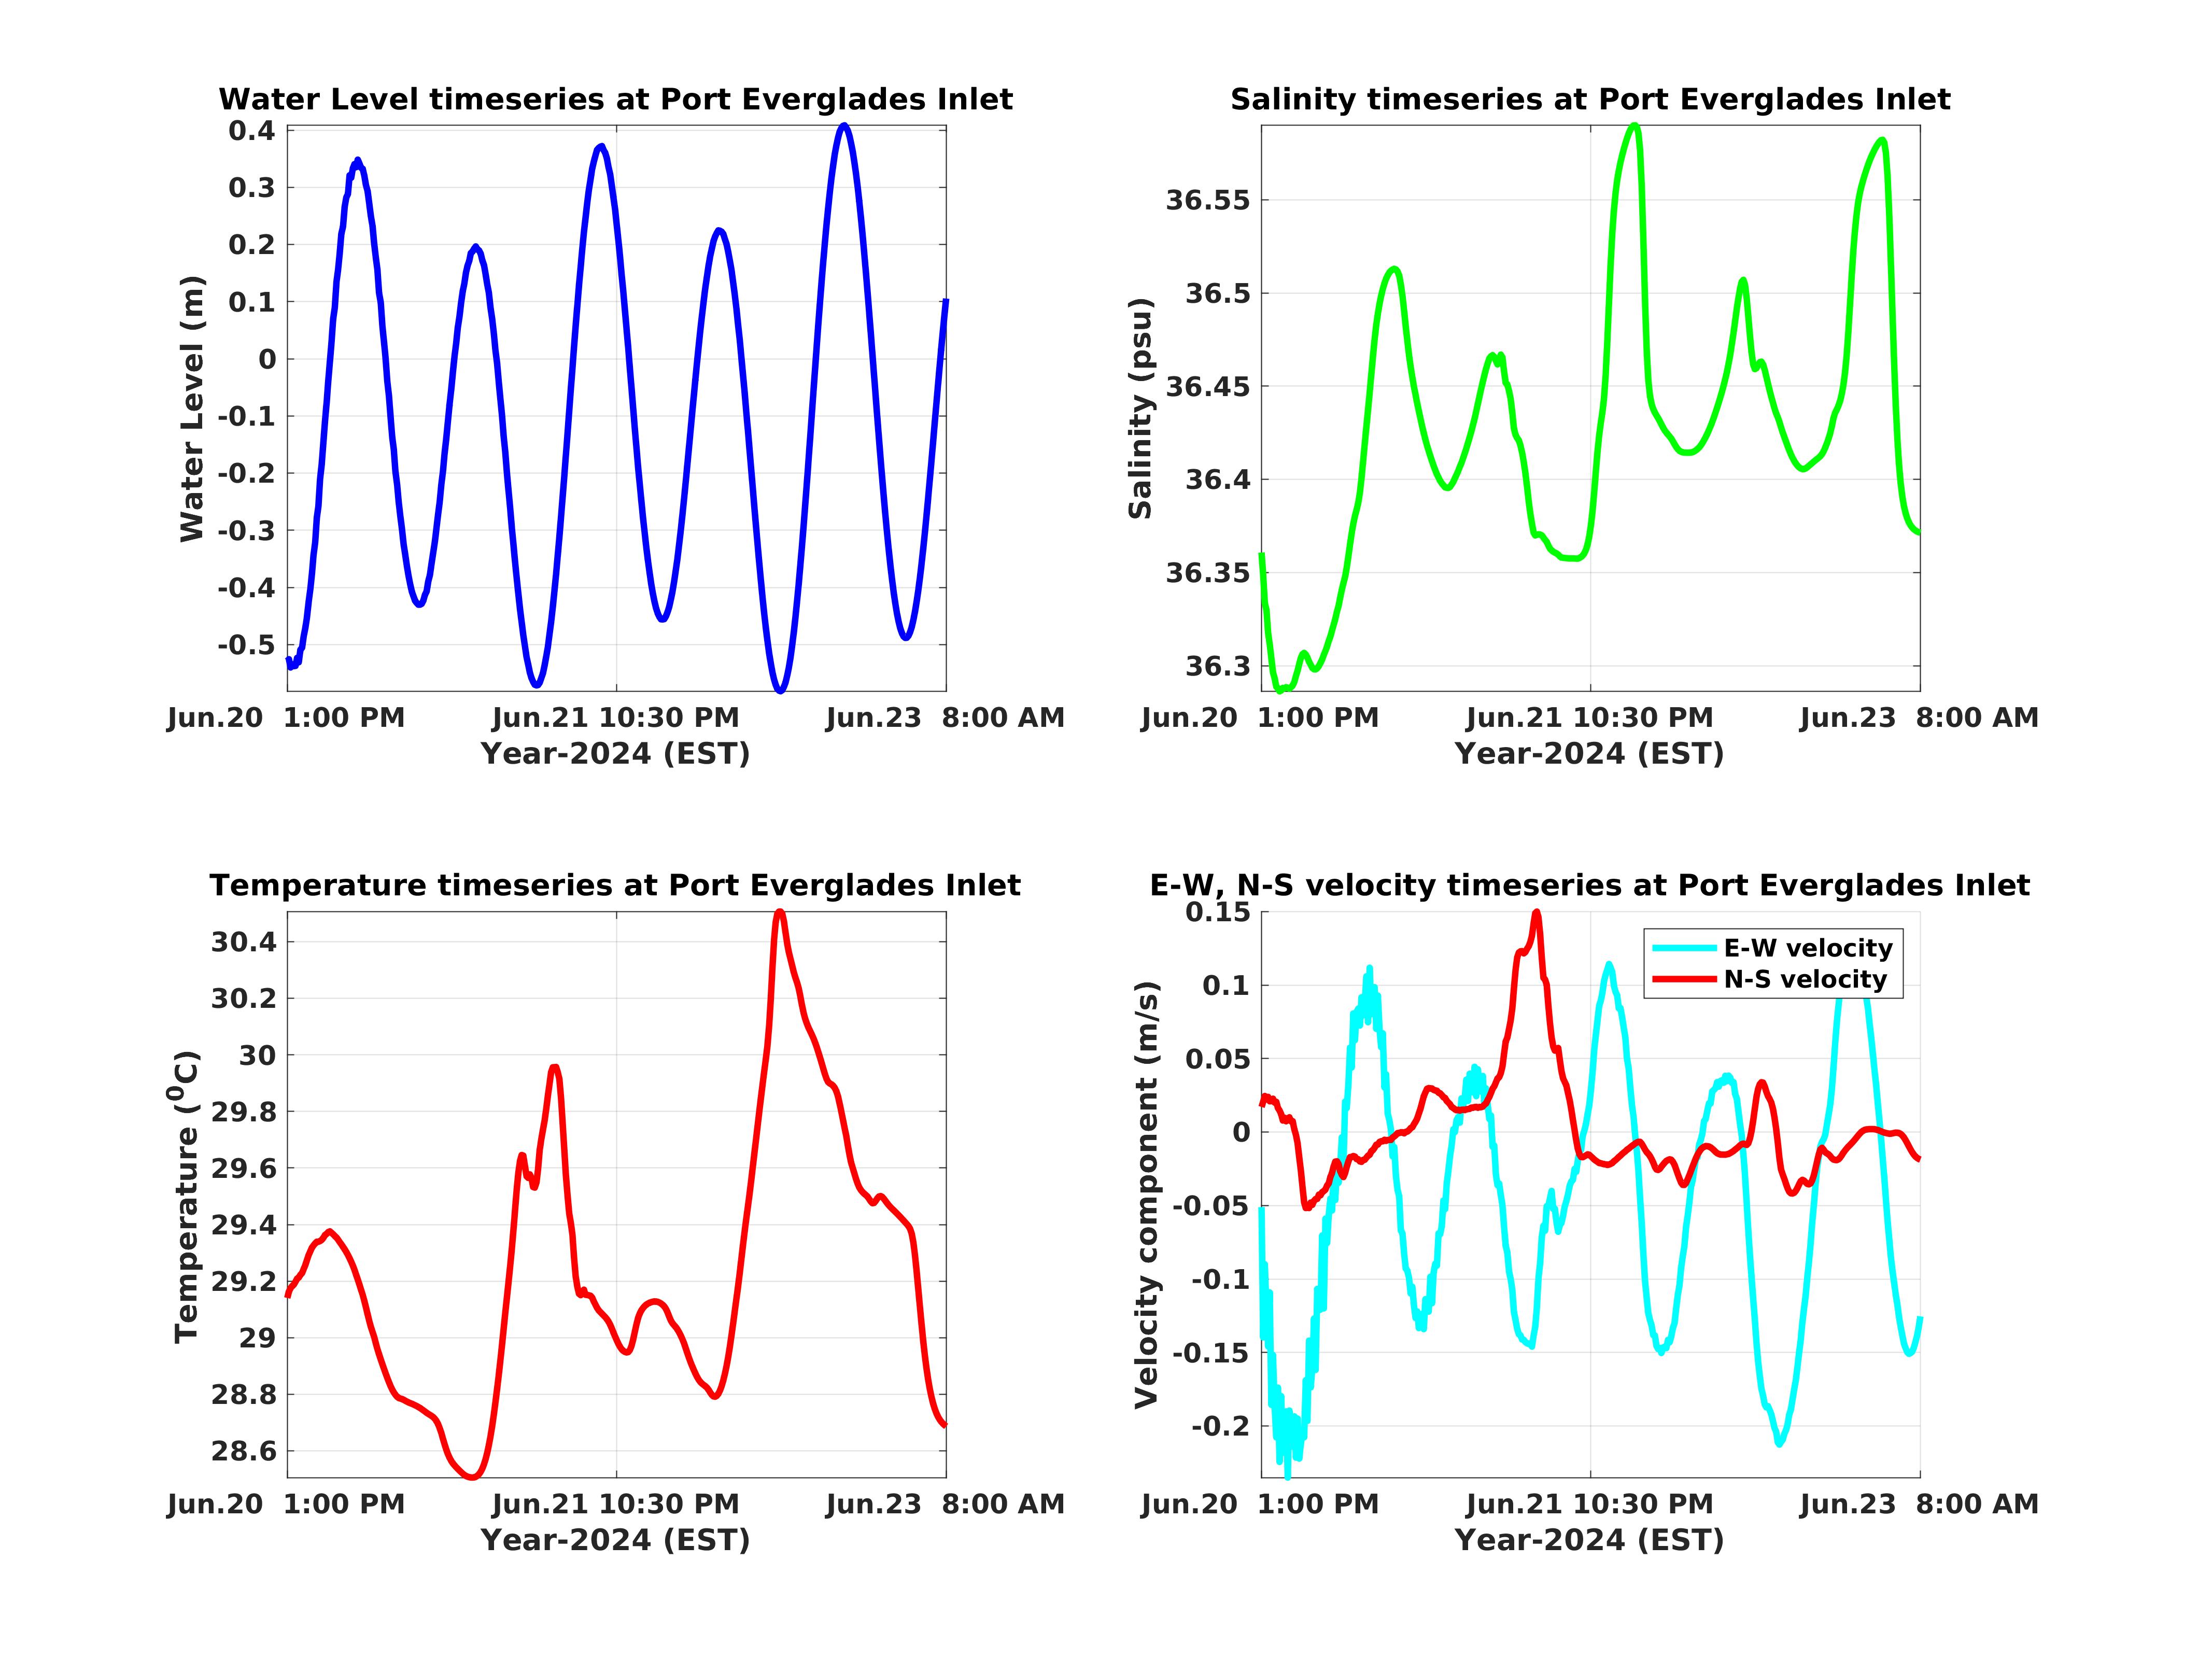 Water Level timeseries at Port Everglades Inlet
0.4
0.3
0.2
0.1
0
-0.1
-0.2
-0.3
-0.4
-0.5
Water Level (m)
Jun.20 1:00 PM
Jun.21 10:30 PM
Jun.23 8:00 AM
Year-2024 (EST)
Salinity timeseries at Port Everglades Inlet
36.55
36.5
36.45
36.4
36.35
36.3
Salinity (psu)
Jun.20 1:00 PM
Jun.21 10:30 PM
Jun.23 8:00 AM
Year-2024 (EST)
Temperature timeseries at Port Everglades Inlet
30.4
30.2
30
29.8
29.6
29.4
29.2
29
28.8
28.6
Temperature (⁰C)
Jun.20 1:00 PM
Jun.21 10:30 PM
Jun.23 8:00 AM
Year-2024 (EST)
E-W, N-S velocity timeseries at Port Everglades Inlet
0.15
0.1
0.05
0
-0.05
-0.1
-0.15
-0.2
Velocity component (m/s)
E-W velocity
N-S velocity
Jun.20 1:00 PM
Jun.21 10:30 PM
Jun.23 8:00 AM
Year-2024 (EST)